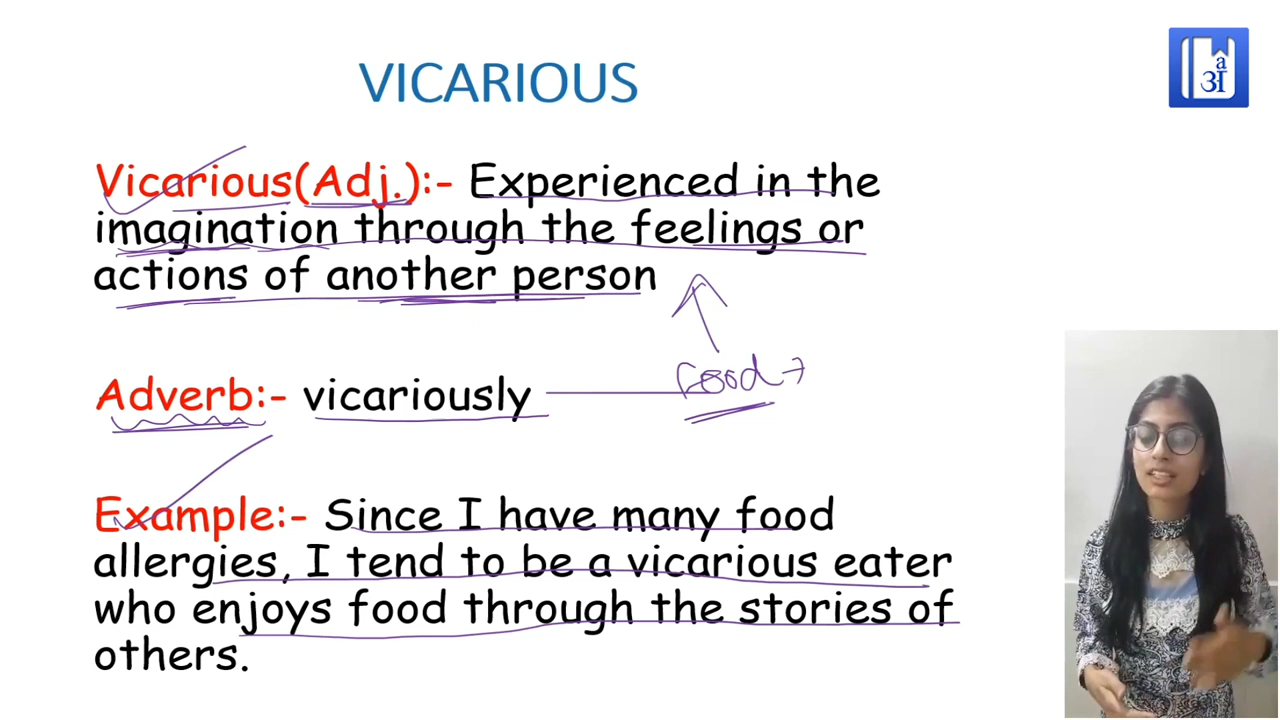 VICARIOUS
a
अ
Vicarious(Adj.):- Experienced in the
imagination through the feelings or
actions of another person
Food →
Adverb:- vicariously
Example:- Since I have many food
allergies, I tend to be a vicarious eater
who enjoys food through the stories of
others.